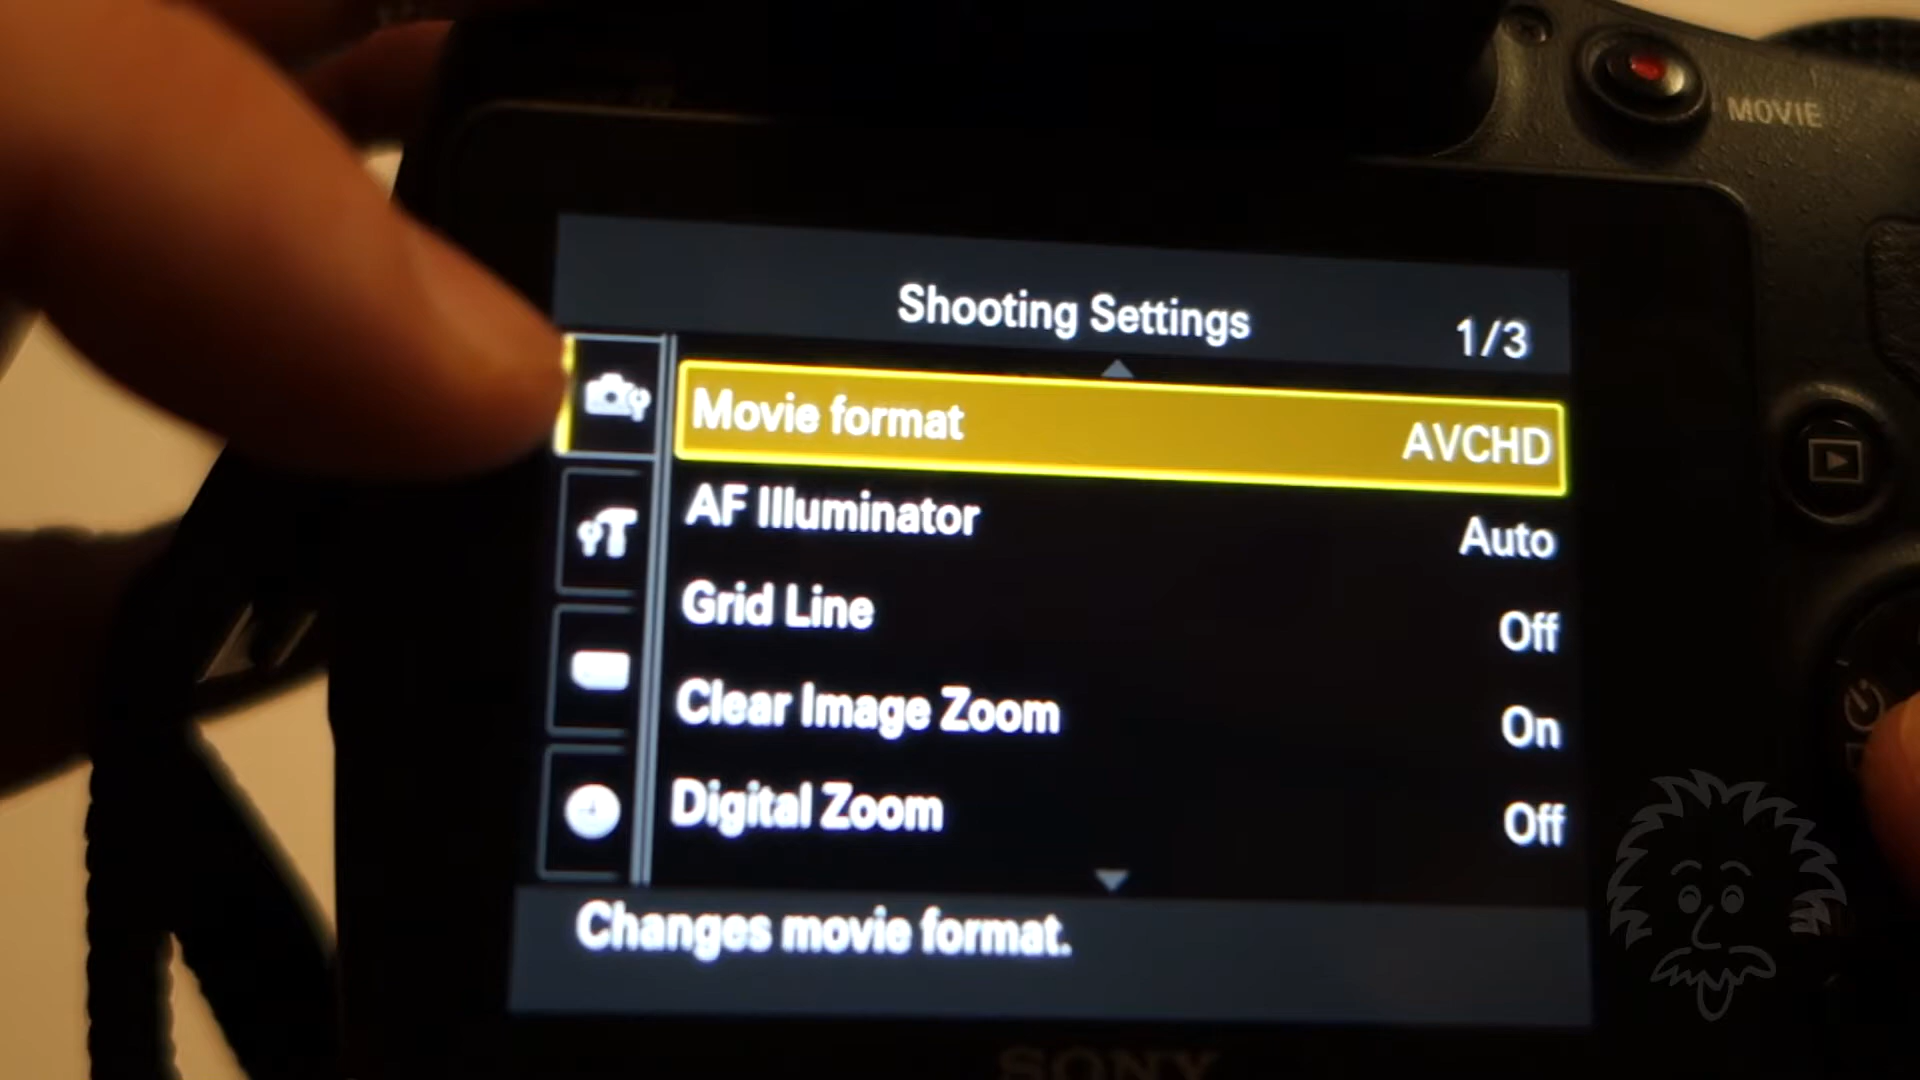 MOVIE
Shooting Settings 1/3
Movie format AVCHD
AF Illuminator Auto
Grid Line Off
Clear Image Zoom On
Digital Zoom Off
Changes movie format.
SONY